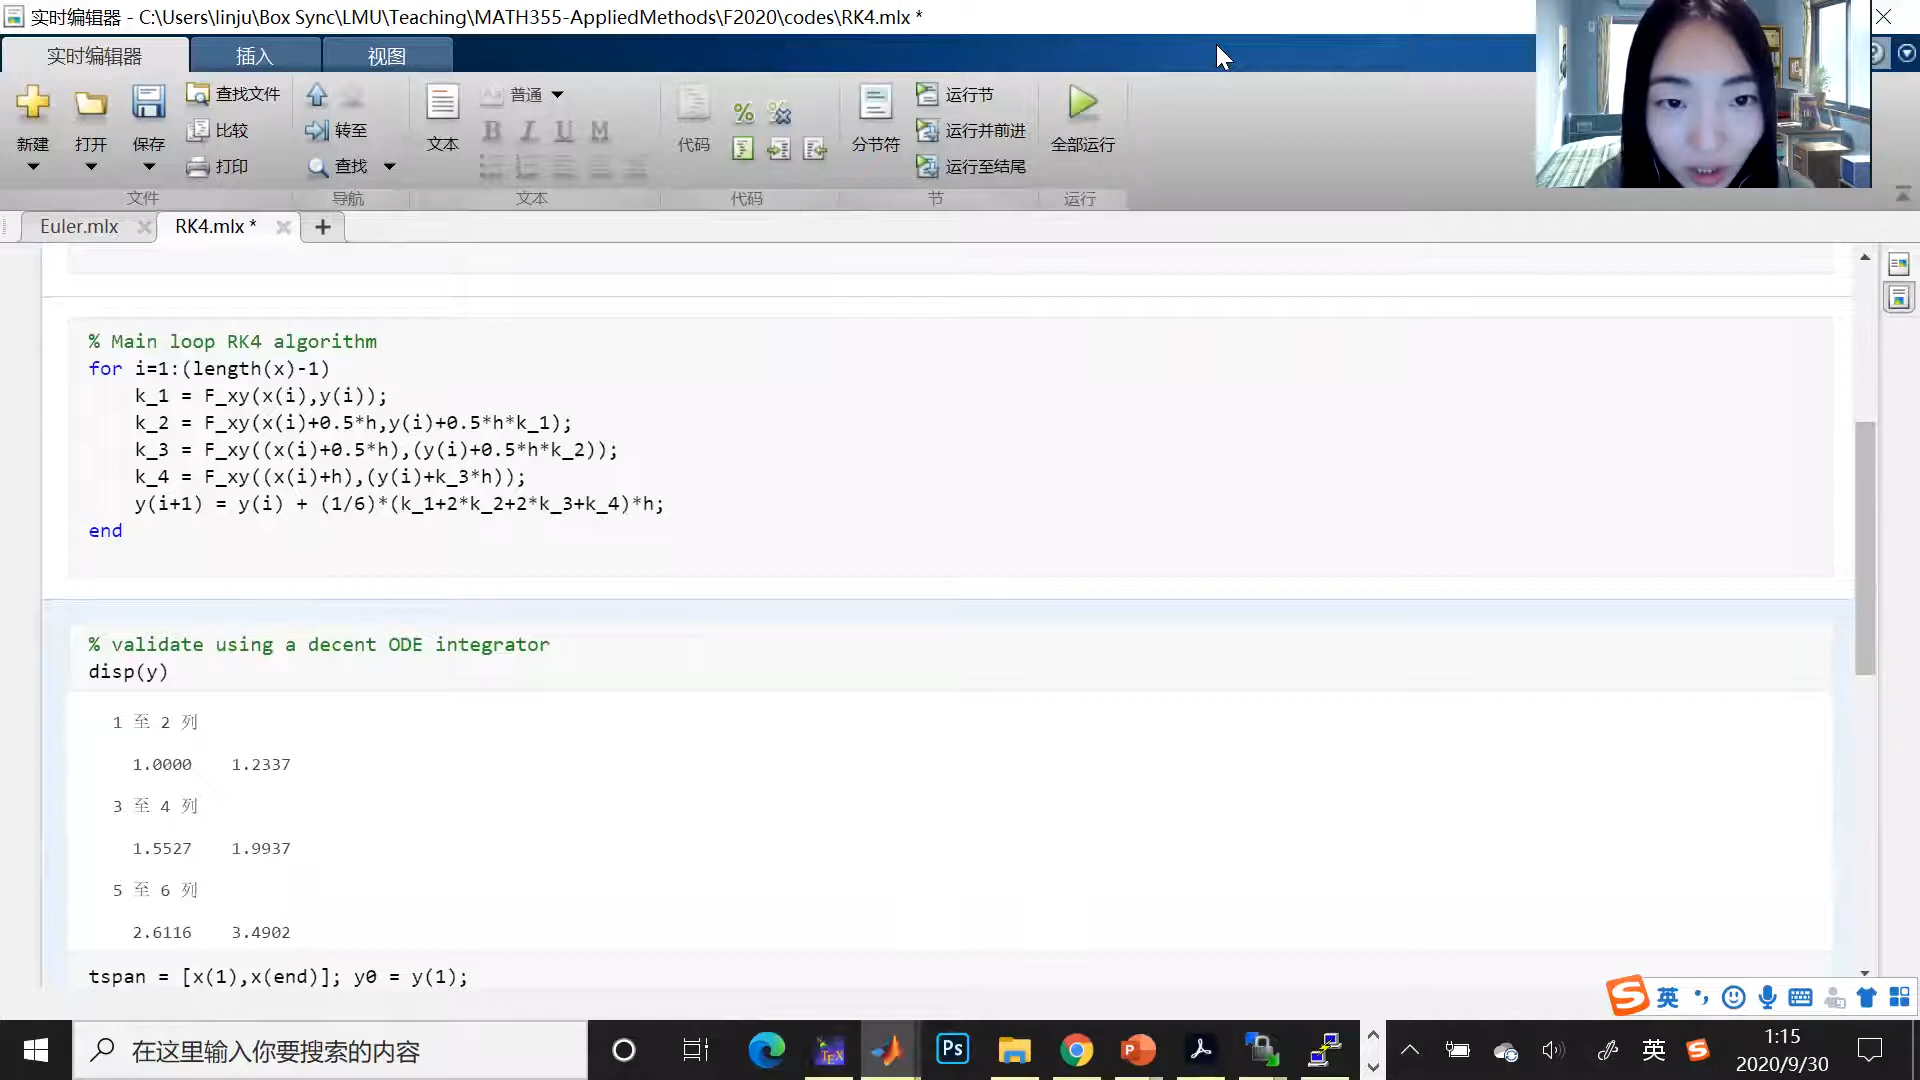 实时编辑器 - C:\Users\linju\Box Sync\LMU\Teaching\MATH355-AppliedMethods\F2020\codes\RK4.mlx *
实时编辑器 插入 视图
新建 打开 保存 查找文件 比较 打印
转至 查找
文本 普通 B I U M
代码
分节符 运行节 运行并前进 运行至结尾
全部运行
文件 导航 文本 代码 节 运行
Euler.mlx RK4.mlx * +
% Main loop RK4 algorithm
for i=1:(length(x)-1)
k_1 = F_xy(x(i),y(i));
k_2 = F_xy(x(i)+0.5*h,y(i)+0.5*h*k_1);
k_3 = F_xy((x(i)+0.5*h),(y(i)+0.5*h*k_2));
k_4 = F_xy((x(i)+h),(y(i)+k_3*h));
y(i+1) = y(i) + (1/6)*(k_1+2*k_2+2*k_3+k_4)*h;
end
% validate using a decent ODE integrator
disp(y)
1 至 2 列
1.0000 1.2337
3 至 4 列
1.5527 1.9937
5 至 6 列
2.6116 3.4902
tspan = [x(1),x(end)]; y0 = y(1);
英
在这里输入你要搜索的内容
TEX Ps P
英
1:15
2020/9/30